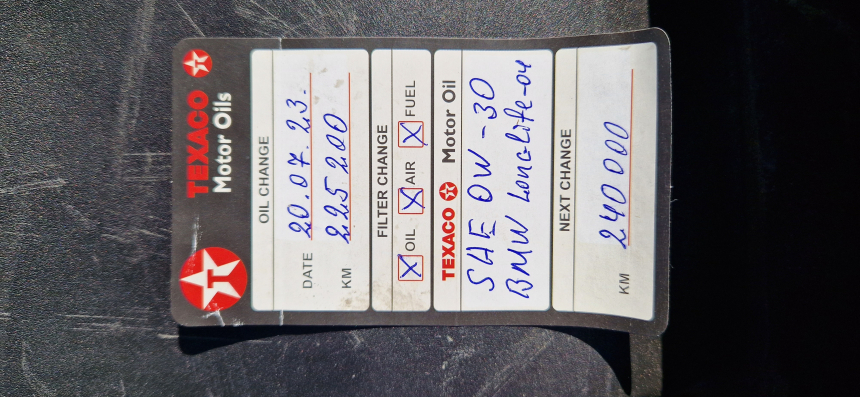 TEXACO
Motor Oils
OIL CHANGE
DATE 20.07.23.
KM 225200
FILTER CHANGE
X OIL X AIR X FUEL
TEXACO Motor Oil
SAE 0W-30
BMW Longlife-04
NEXT CHANGE
KM 240000